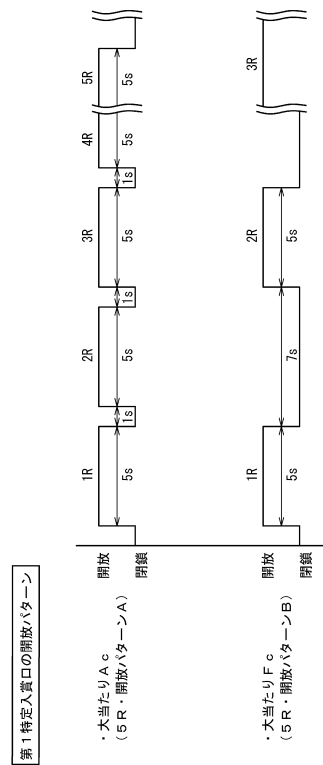 第1特定入賞口の開放パターン
・大当たりAc
(5R・開放パターンA)
開放
閉鎖
1R
2R
3R
4R
5R
5s
1s
5s
1s
5s
1s
5s
5s
・大当たりFc
(5R・開放パターンB)
開放
閉鎖
1R
2R
3R
5s
7s
5s